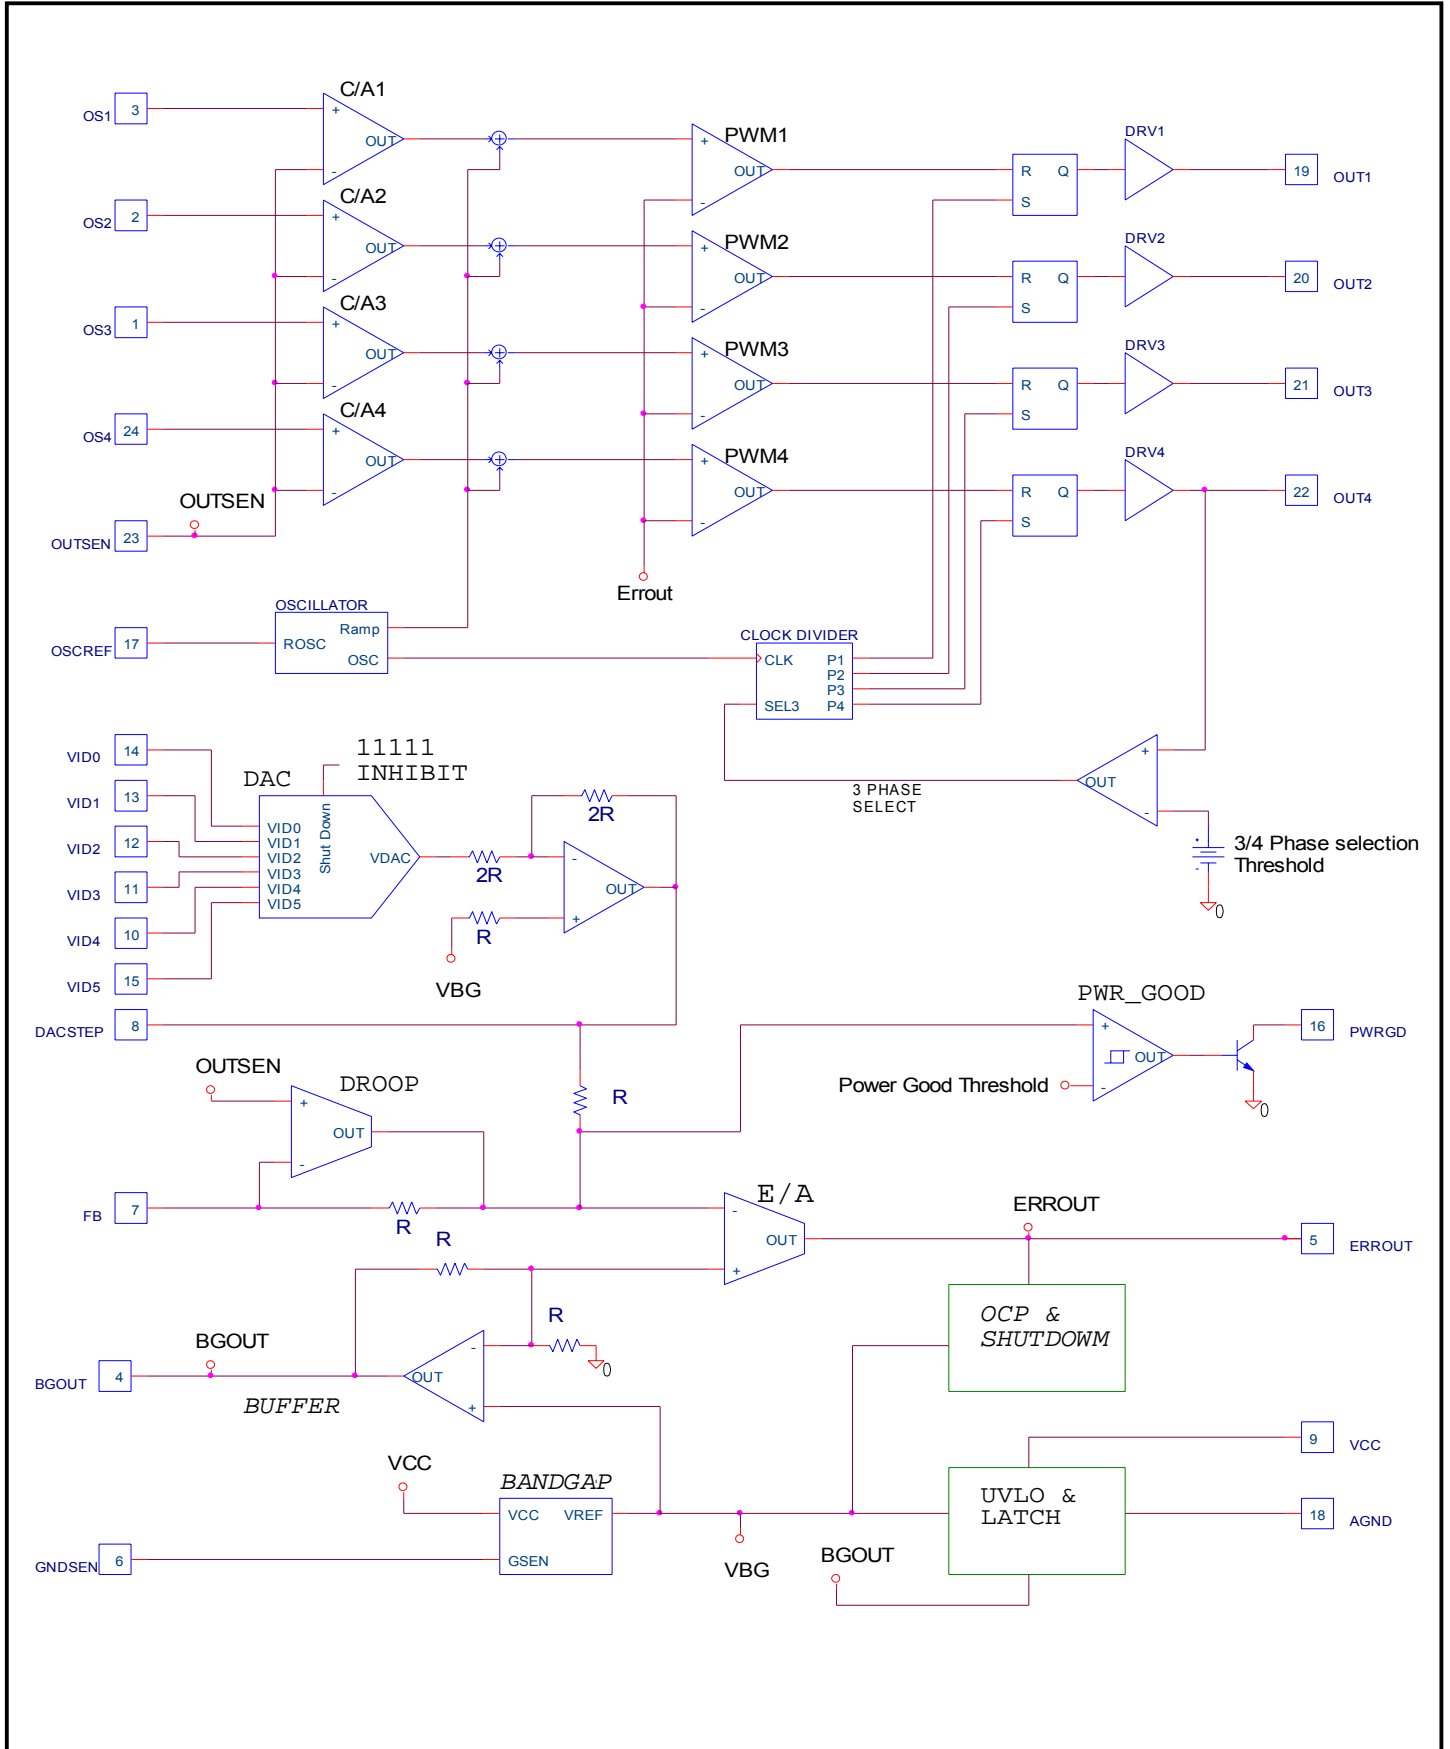 C/A1
OS1 3 + - OUT
PWM1
+ - OUT
R Q
S
DRV1
19 OUT1
C/A2
OS2 2 + - OUT
PWM2
+ - OUT
R Q
S
DRV2
20 OUT2
C/A3
OS3 1 + - OUT
PWM3
+ - OUT
R Q
S
DRV3
21 OUT3
C/A4
OS4 24 + - OUT
PWM4
+ - OUT
R Q
S
DRV4
22 OUT4
OUTSEN
OUTSEN 23
Errout
OSCILLATOR
OSCREF 17 ROSC Ramp
OSC
CLOCK DIVIDER
CLK P1
P2
P3
SEL3 P4
3 PHASE
SELECT
OUT + -
+ -
3/4 Phase selection
Threshold
0
11111
INHIBIT
DAC
VID0 14
VID1 13
VID2 12
VID3 11
VID4 10
VID5 15
VID0
VID1
VID2
VID3
VID4
VID5
Shut Down
VDAC
2R
2R
R
- + OUT
VBG
DACSTEP 8
PWR_GOOD
+ - OUT
16 PWRGD
Power Good Threshold
0
OUTSEN
DROOP
+ - OUT
R
FB 7
R
E/A
- + OUT
ERROUT
5 ERROUT
R
R
0
OCP &
SHUTDOWM
BGOUT
BGOUT 4
OUT - +
BUFFER
VCC
BANDGAP
VCC VREF
GSEN
GNDSEN 6
VBG
UVLO &
LATCH
9 VCC
18 AGND
BGOUT